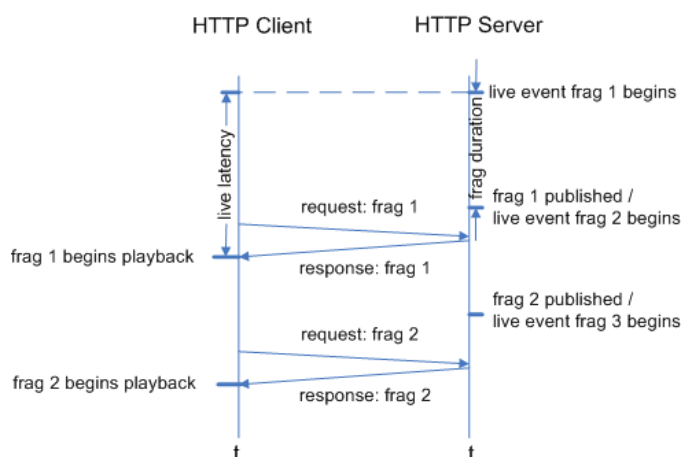 HTTP Client
HTTP Server
live event frag 1 begins
live latency
frag duration
frag 1 published /
live event frag 2 begins
request: frag 1
frag 1 begins playback
response: frag 1
frag 2 published /
live event frag 3 begins
request: frag 2
frag 2 begins playback
response: frag 2
t
t